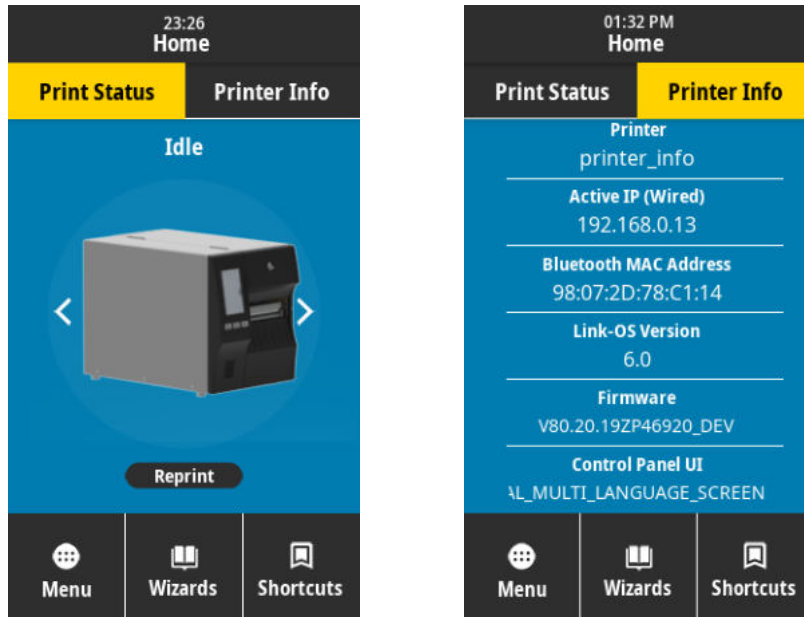 23:26
Home
Print Status
Printer Info
Idle
Reprint
Menu
Wizards
Shortcuts
01:32 PM
Home
Print Status
Printer Info
Printer
printer_info
Active IP (Wired)
192.168.0.13
Bluetooth MAC Address
98:07:2D:78:C1:14
Link-OS Version
6.0
Firmware
V80.20.19ZP46920_DEV
Control Panel UI
AL_MULTI_LANGUAGE_SCREEN
Menu
Wizards
Shortcuts